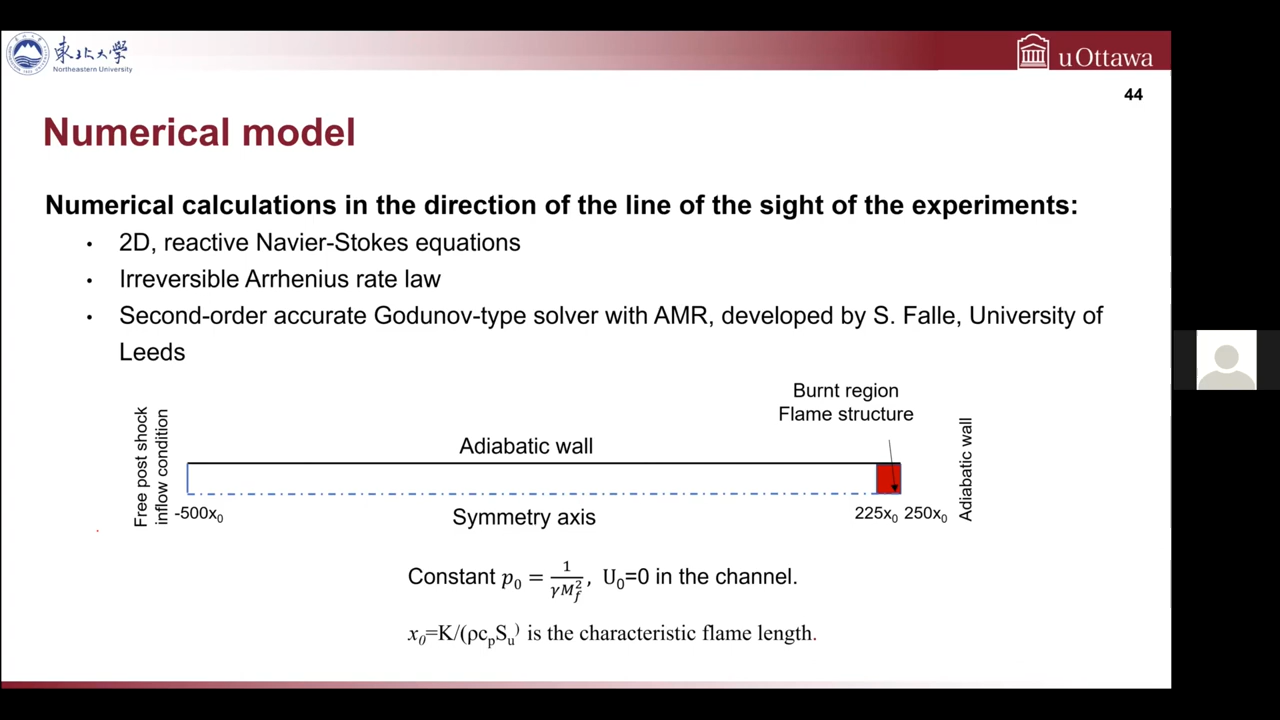 東北大学
Northeastern University
uOttawa
44
Numerical model
Numerical calculations in the direction of the line of the sight of the experiments:
• 2D, reactive Navier-Stokes equations
• Irreversible Arrhenius rate law
• Second-order accurate Godunov-type solver with AMR, developed by S. Falle, University of
Leeds
Burnt region
Flame structure
Free post shock
inflow condition
Adiabatic wall
Adiabatic wall
-500x₀
Symmetry axis
225x₀ 250x₀
Constant p₀ = 1/(γM_f²), U₀=0 in the channel.
x₀=K/(ρcₚSᵤ) is the characteristic flame length.